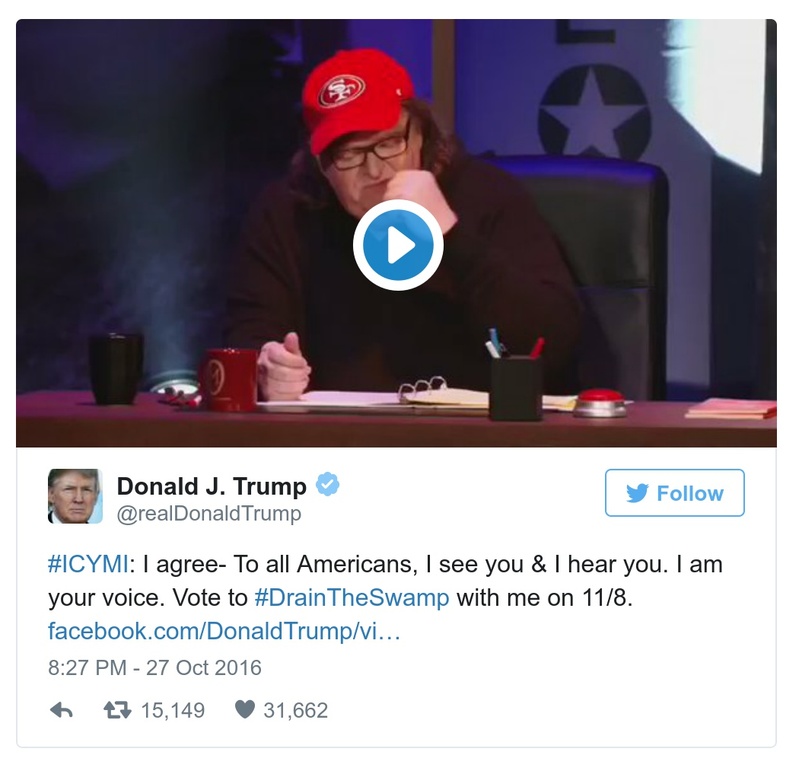 SF
L
Donald J. Trump
@realDonaldTrump
Follow
#ICYMI: I agree- To all Americans, I see you & I hear you. I am
your voice. Vote to #DrainTheSwamp with me on 11/8.
facebook.com/DonaldTrump/vi…
8:27 PM - 27 Oct 2016
15,149
31,662